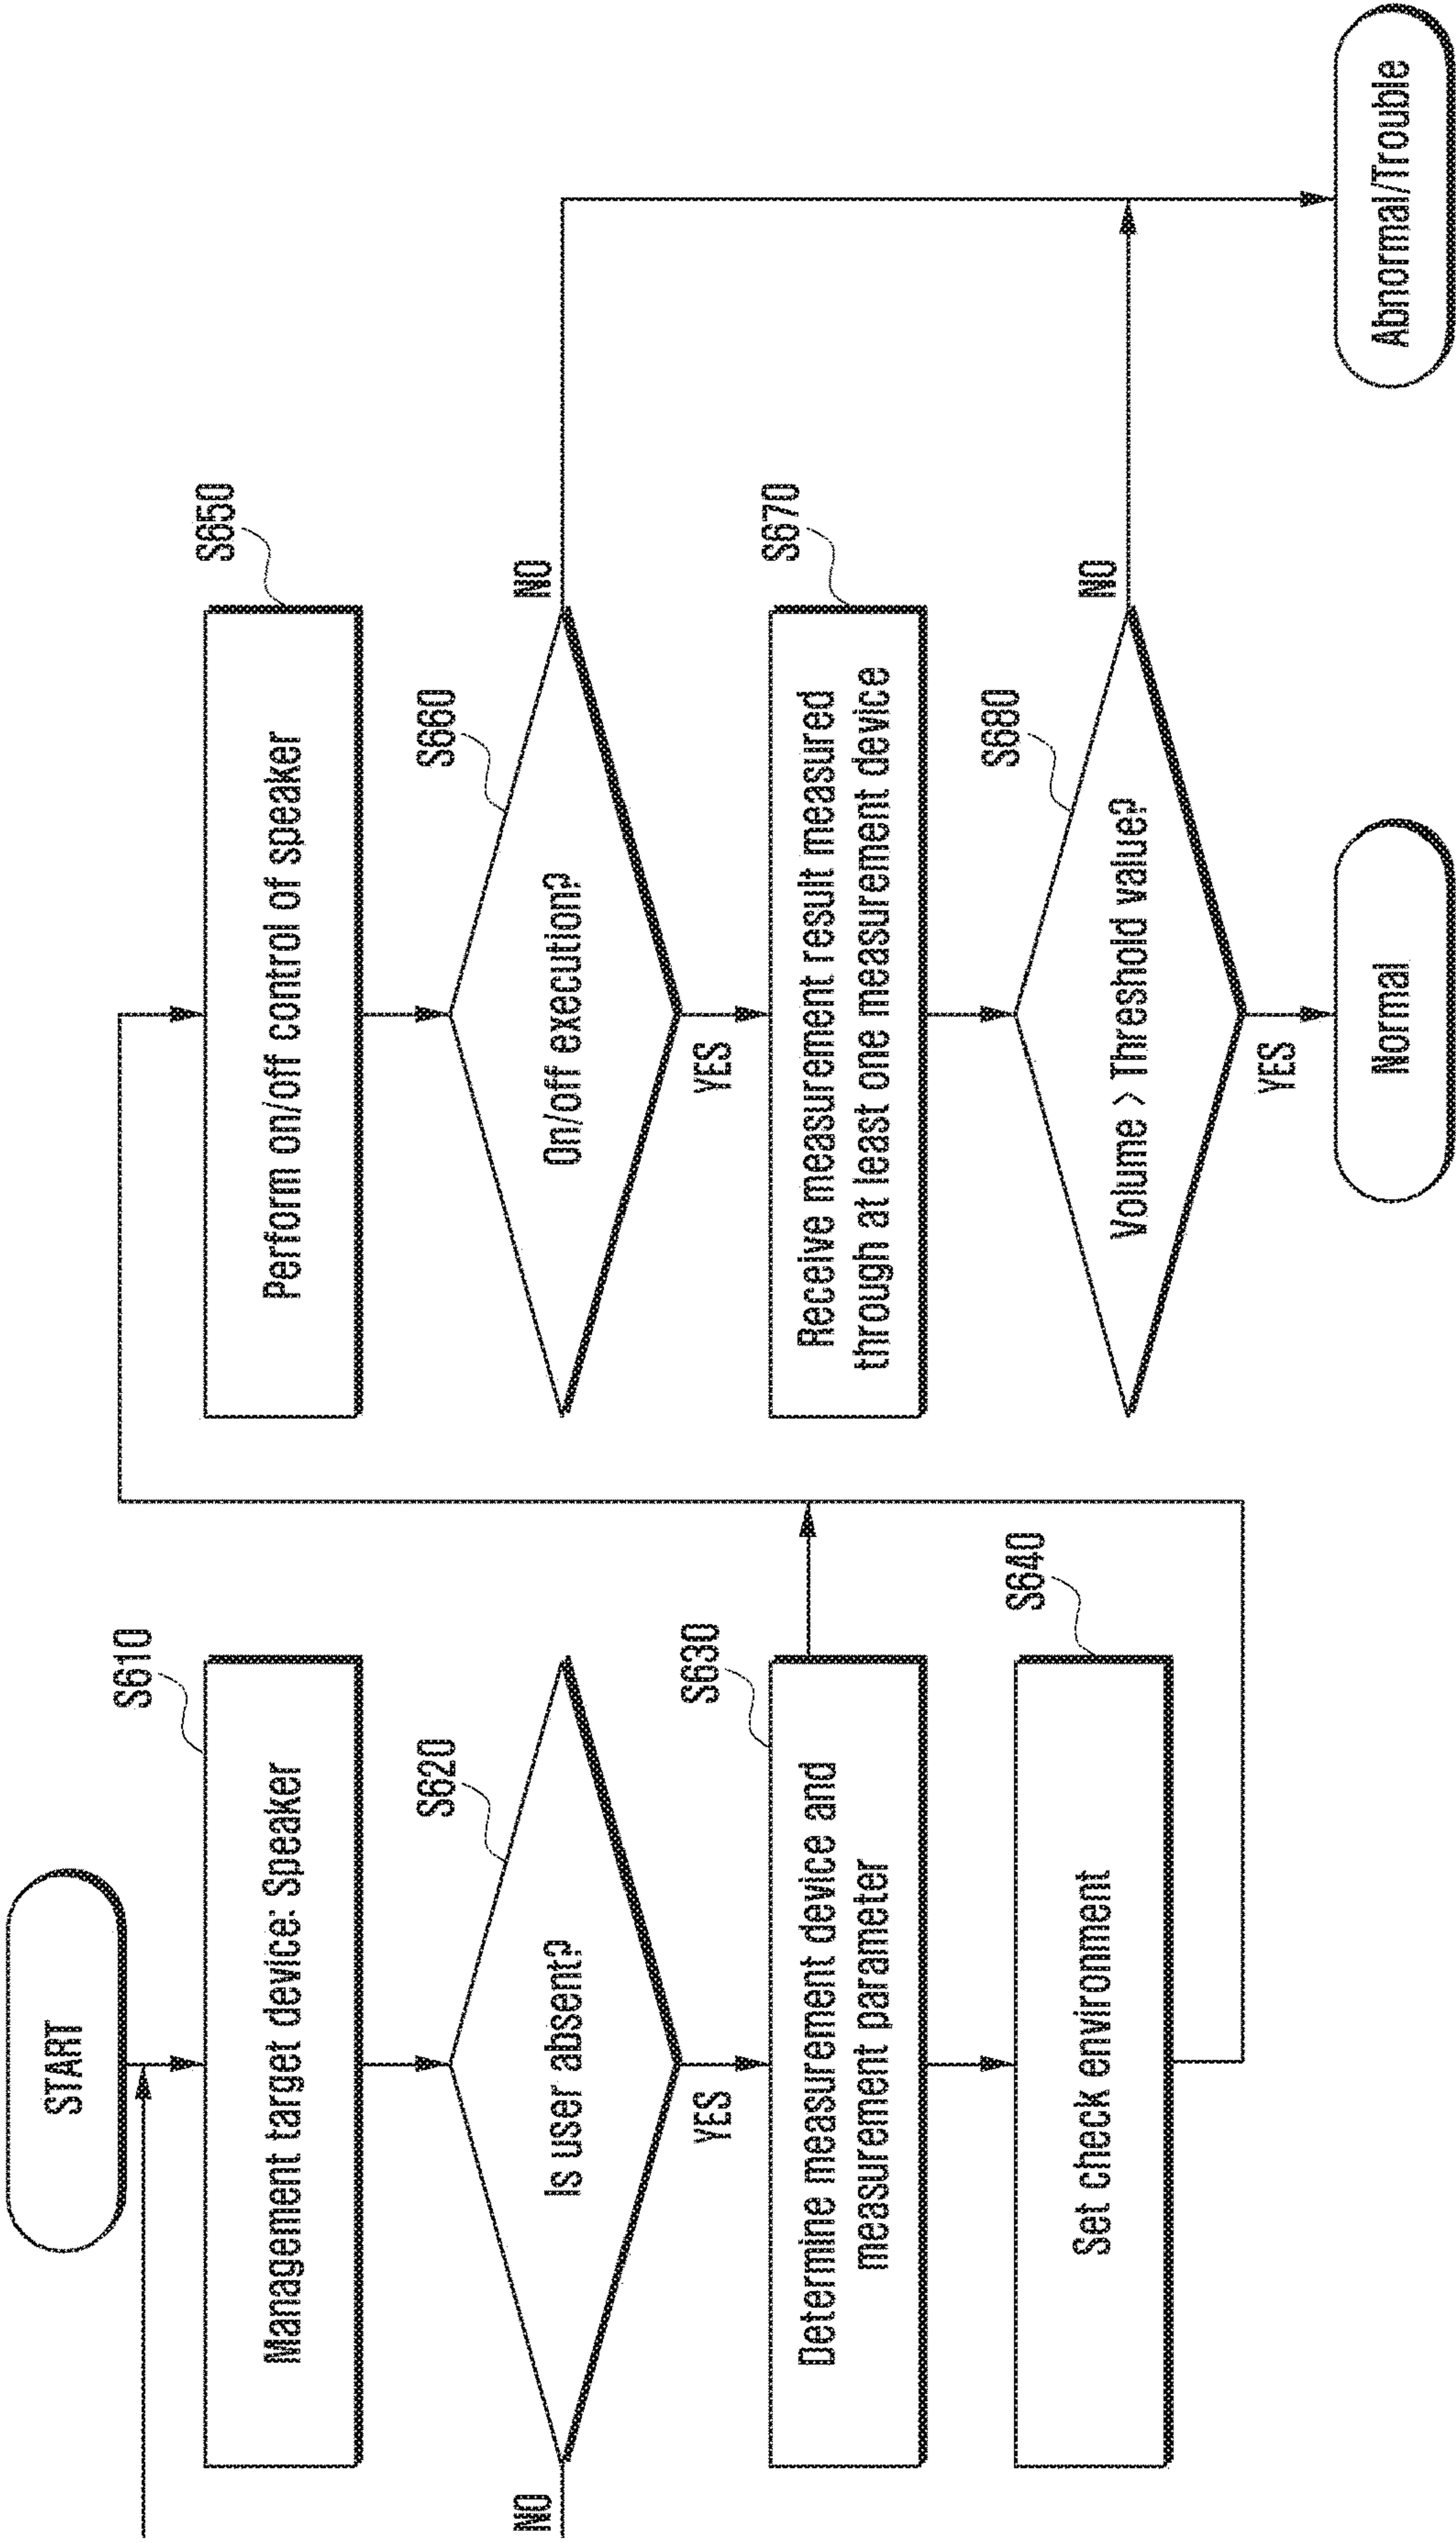 START
S610
Management target device: Speaker
S620
Is user absent?
NO
YES
S630
Determine measurement device and
measurement parameter
S640
Set check environment
S650
Perform on/off control of speaker
S660
On/off execution?
NO
YES
S670
Receive measurement result measured
through at least one measurement device
S680
Volume > Threshold value?
NO
YES
Normal
Abnormal/Trouble